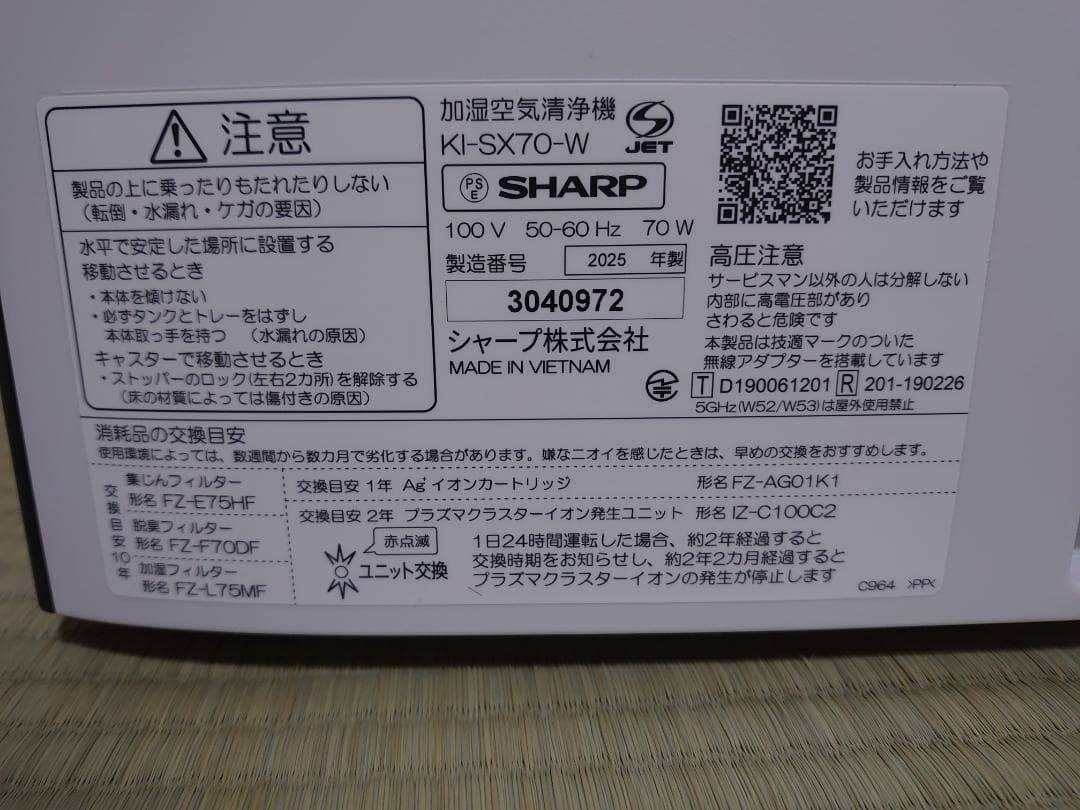 注意
製品の上に乗ったりもたれたりしない
（転倒・水漏れ・ケガの要因）
水平で安定した場所に設置する
移動させるとき
・本体を傾けない
・必ずタンクとトレーをはずし
本体取っ手を持つ （水漏れの原因）
キャスターで移動させるとき
・ストッパーのロック(左右2カ所)を解除する
（床の材質によっては傷付きの原因）
加湿空気清浄機
KI-SX70-W
JET
PSE SHARP
100 V 50-60 Hz 70 W
製造番号 2025 年製
3040972
シャープ株式会社
MADE IN VIETNAM
お手入れ方法や
製品情報をご覧
いただけます
高圧注意
サービスマン以外の人は分解しない
内部に高電圧部があり
さわると危険です
本製品は技適マークのついた
無線アダプターを搭載しています
T D190061201 R 201-190226
5GHz(W52/W53)は屋外使用禁止
消耗品の交換目安
使用環境によっては、数週間から数カ月で劣化する場合があります。嫌なニオイを感じたときは、早めの交換をおすすめします。
交換目安10年
集じんフィルター
形名 FZ-E75HF
脱臭フィルター
形名 FZ-F70DF
加湿フィルター
形名 FZ-L75MF
交換目安 1年 Ag⁺イオンカートリッジ 形名 FZ-AG01K1
交換目安 2年 プラズマクラスターイオン発生ユニット 形名 IZ-C100C2
赤点滅
ユニット交換
1日24時間運転した場合、約2年経過すると
交換時期をお知らせし、約2年2カ月経過すると
プラズマクラスターイオンの発生が停止します
C964 >PP<